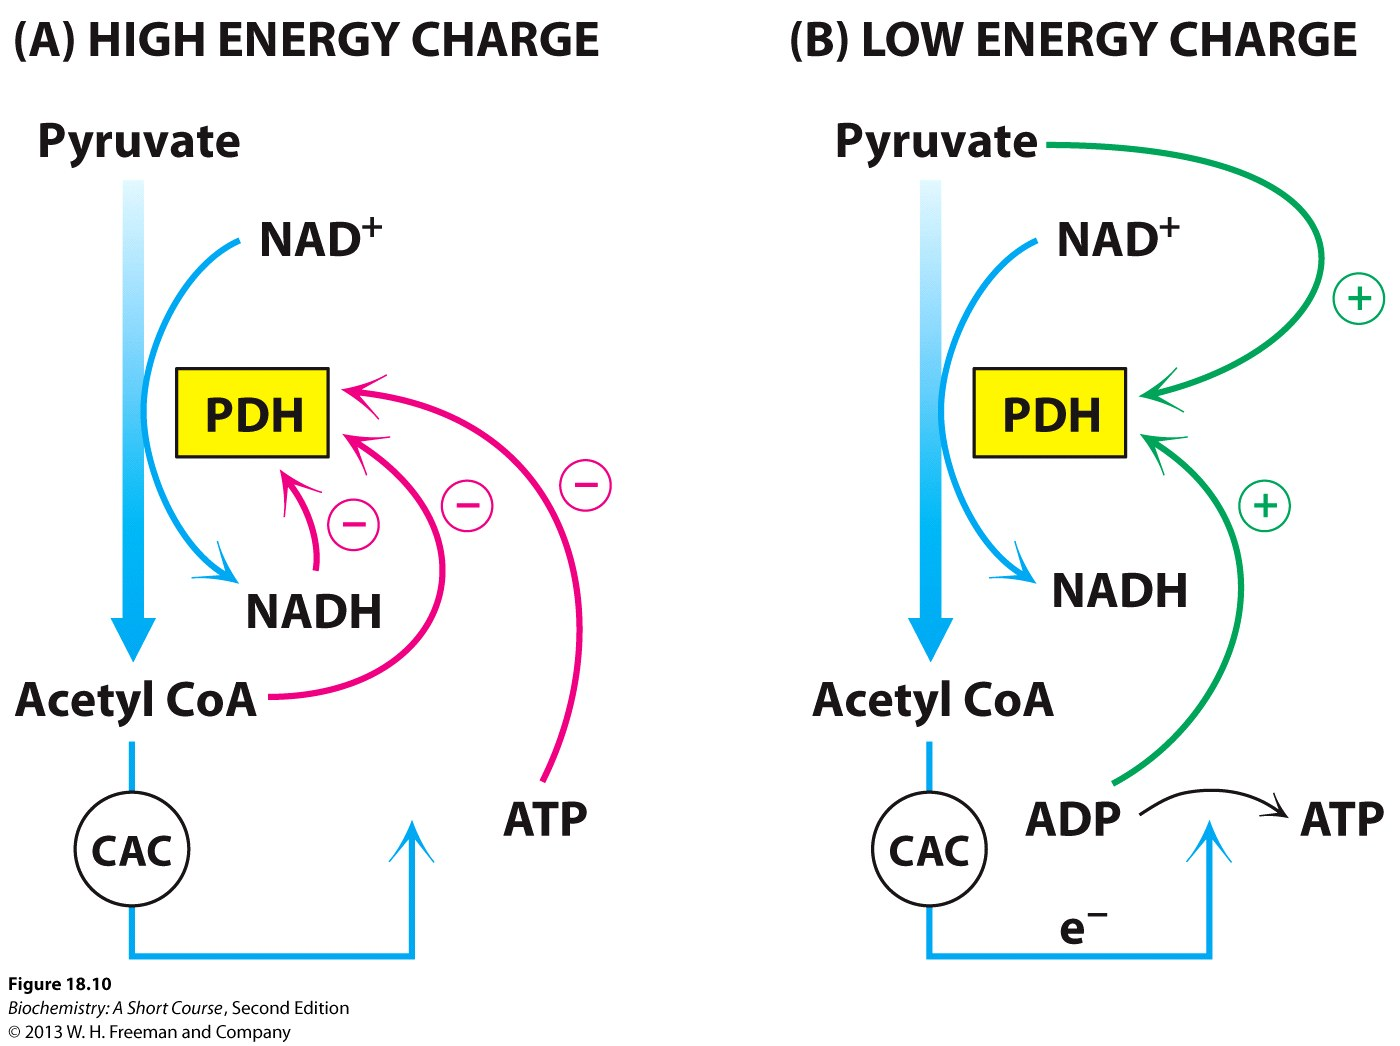 (A) HIGH ENERGY CHARGE
Pyruvate
NAD⁺
PDH
−
−
−
NADH
Acetyl CoA
ATP
CAC
(B) LOW ENERGY CHARGE
Pyruvate
NAD⁺
+
PDH
+
NADH
Acetyl CoA
ADP
ATP
CAC
e⁻
Figure 18.10
Biochemistry: A Short Course, Second Edition
© 2013 W. H. Freeman and Company